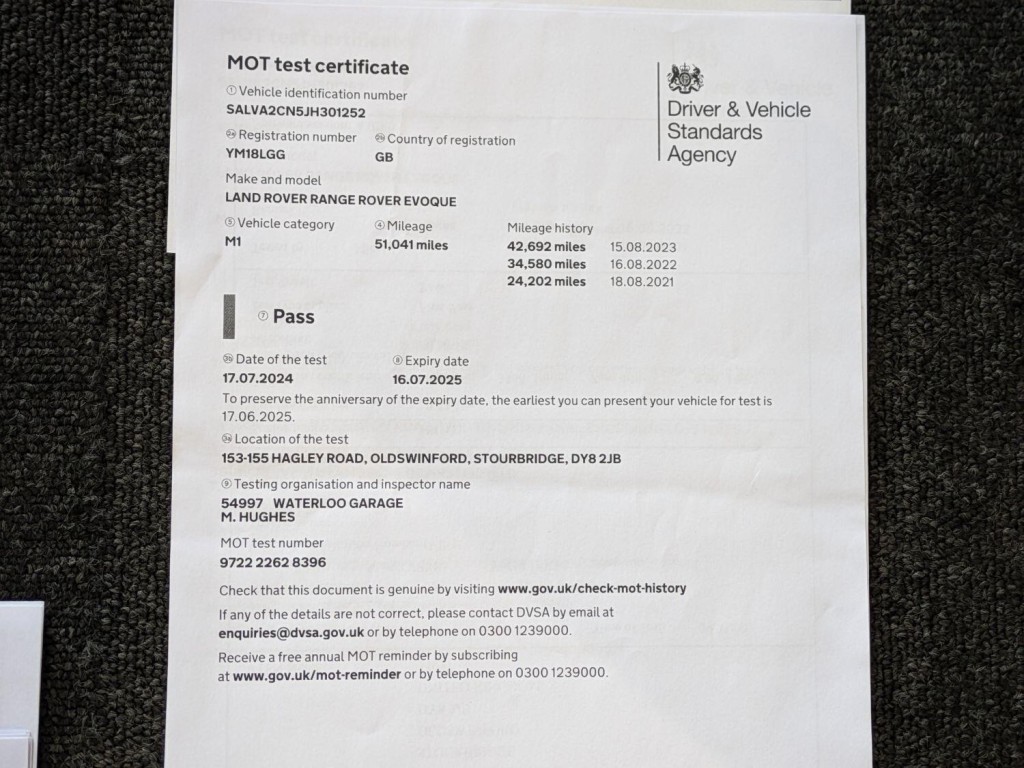 MOT test certificate
① Vehicle identification number
SALVA2CN5JH301252
Registration number
Country of registration
YM18LGG
GB
Make and model
LAND ROVER RANGE ROVER EVOQUE
⑤ Vehicle category
④ Mileage
Mileage history
M1
51,041 miles
42,692 miles 15.08.2023
34,580 miles 16.08.2022
24,202 miles 18.08.2021
⑦ Pass
Date of the test
⑧ Expiry date
17.07.2024
16.07.2025
To preserve the anniversary of the expiry date, the earliest you can present your vehicle for test is
17.06.2025.
Location of the test
153-155 HAGLEY ROAD, OLDSWINFORD, STOURBRIDGE, DY8 2JB
⑨ Testing organisation and inspector name
54997 WATERLOO GARAGE
M. HUGHES
MOT test number
9722 2262 8396
Check that this document is genuine by visiting www.gov.uk/check-mot-history
If any of the details are not correct, please contact DVSA by email at
enquiries@dvsa.gov.uk or by telephone on 0300 1239000.
Receive a free annual MOT reminder by subscribing
at www.gov.uk/mot-reminder or by telephone on 0300 1239000.
Driver & Vehicle
Standards
Agency